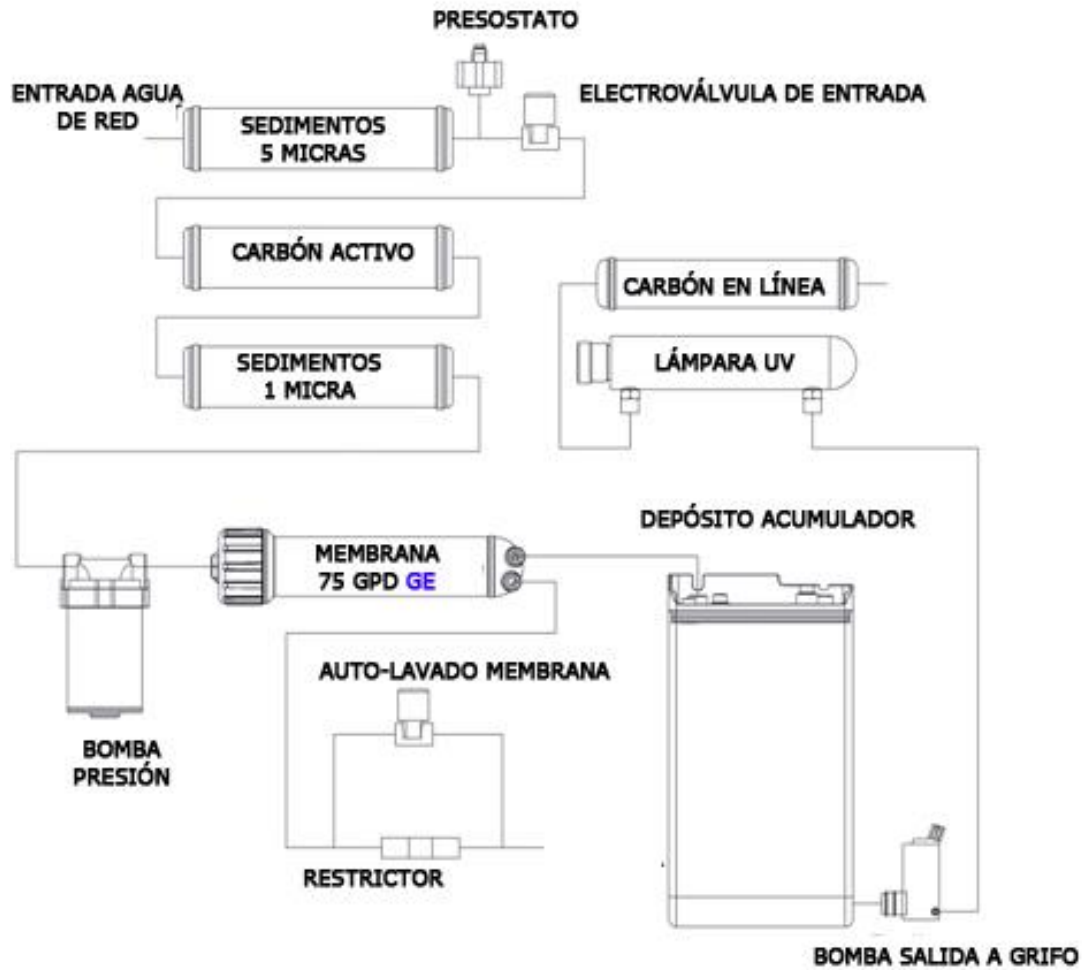 PRESOSTATO
ENTRADA AGUA
DE RED
SEDIMENTOS
5 MICRAS
ELECTROVÁLVULA DE ENTRADA
CARBÓN ACTIVO
CARBÓN EN LÍNEA
SEDIMENTOS
1 MICRA
LÁMPARA UV
MEMBRANA
75 GPD GE
DEPÓSITO ACUMULADOR
AUTO-LAVADO MEMBRANA
BOMBA
PRESIÓN
RESTRICTOR
BOMBA SALIDA A GRIFO